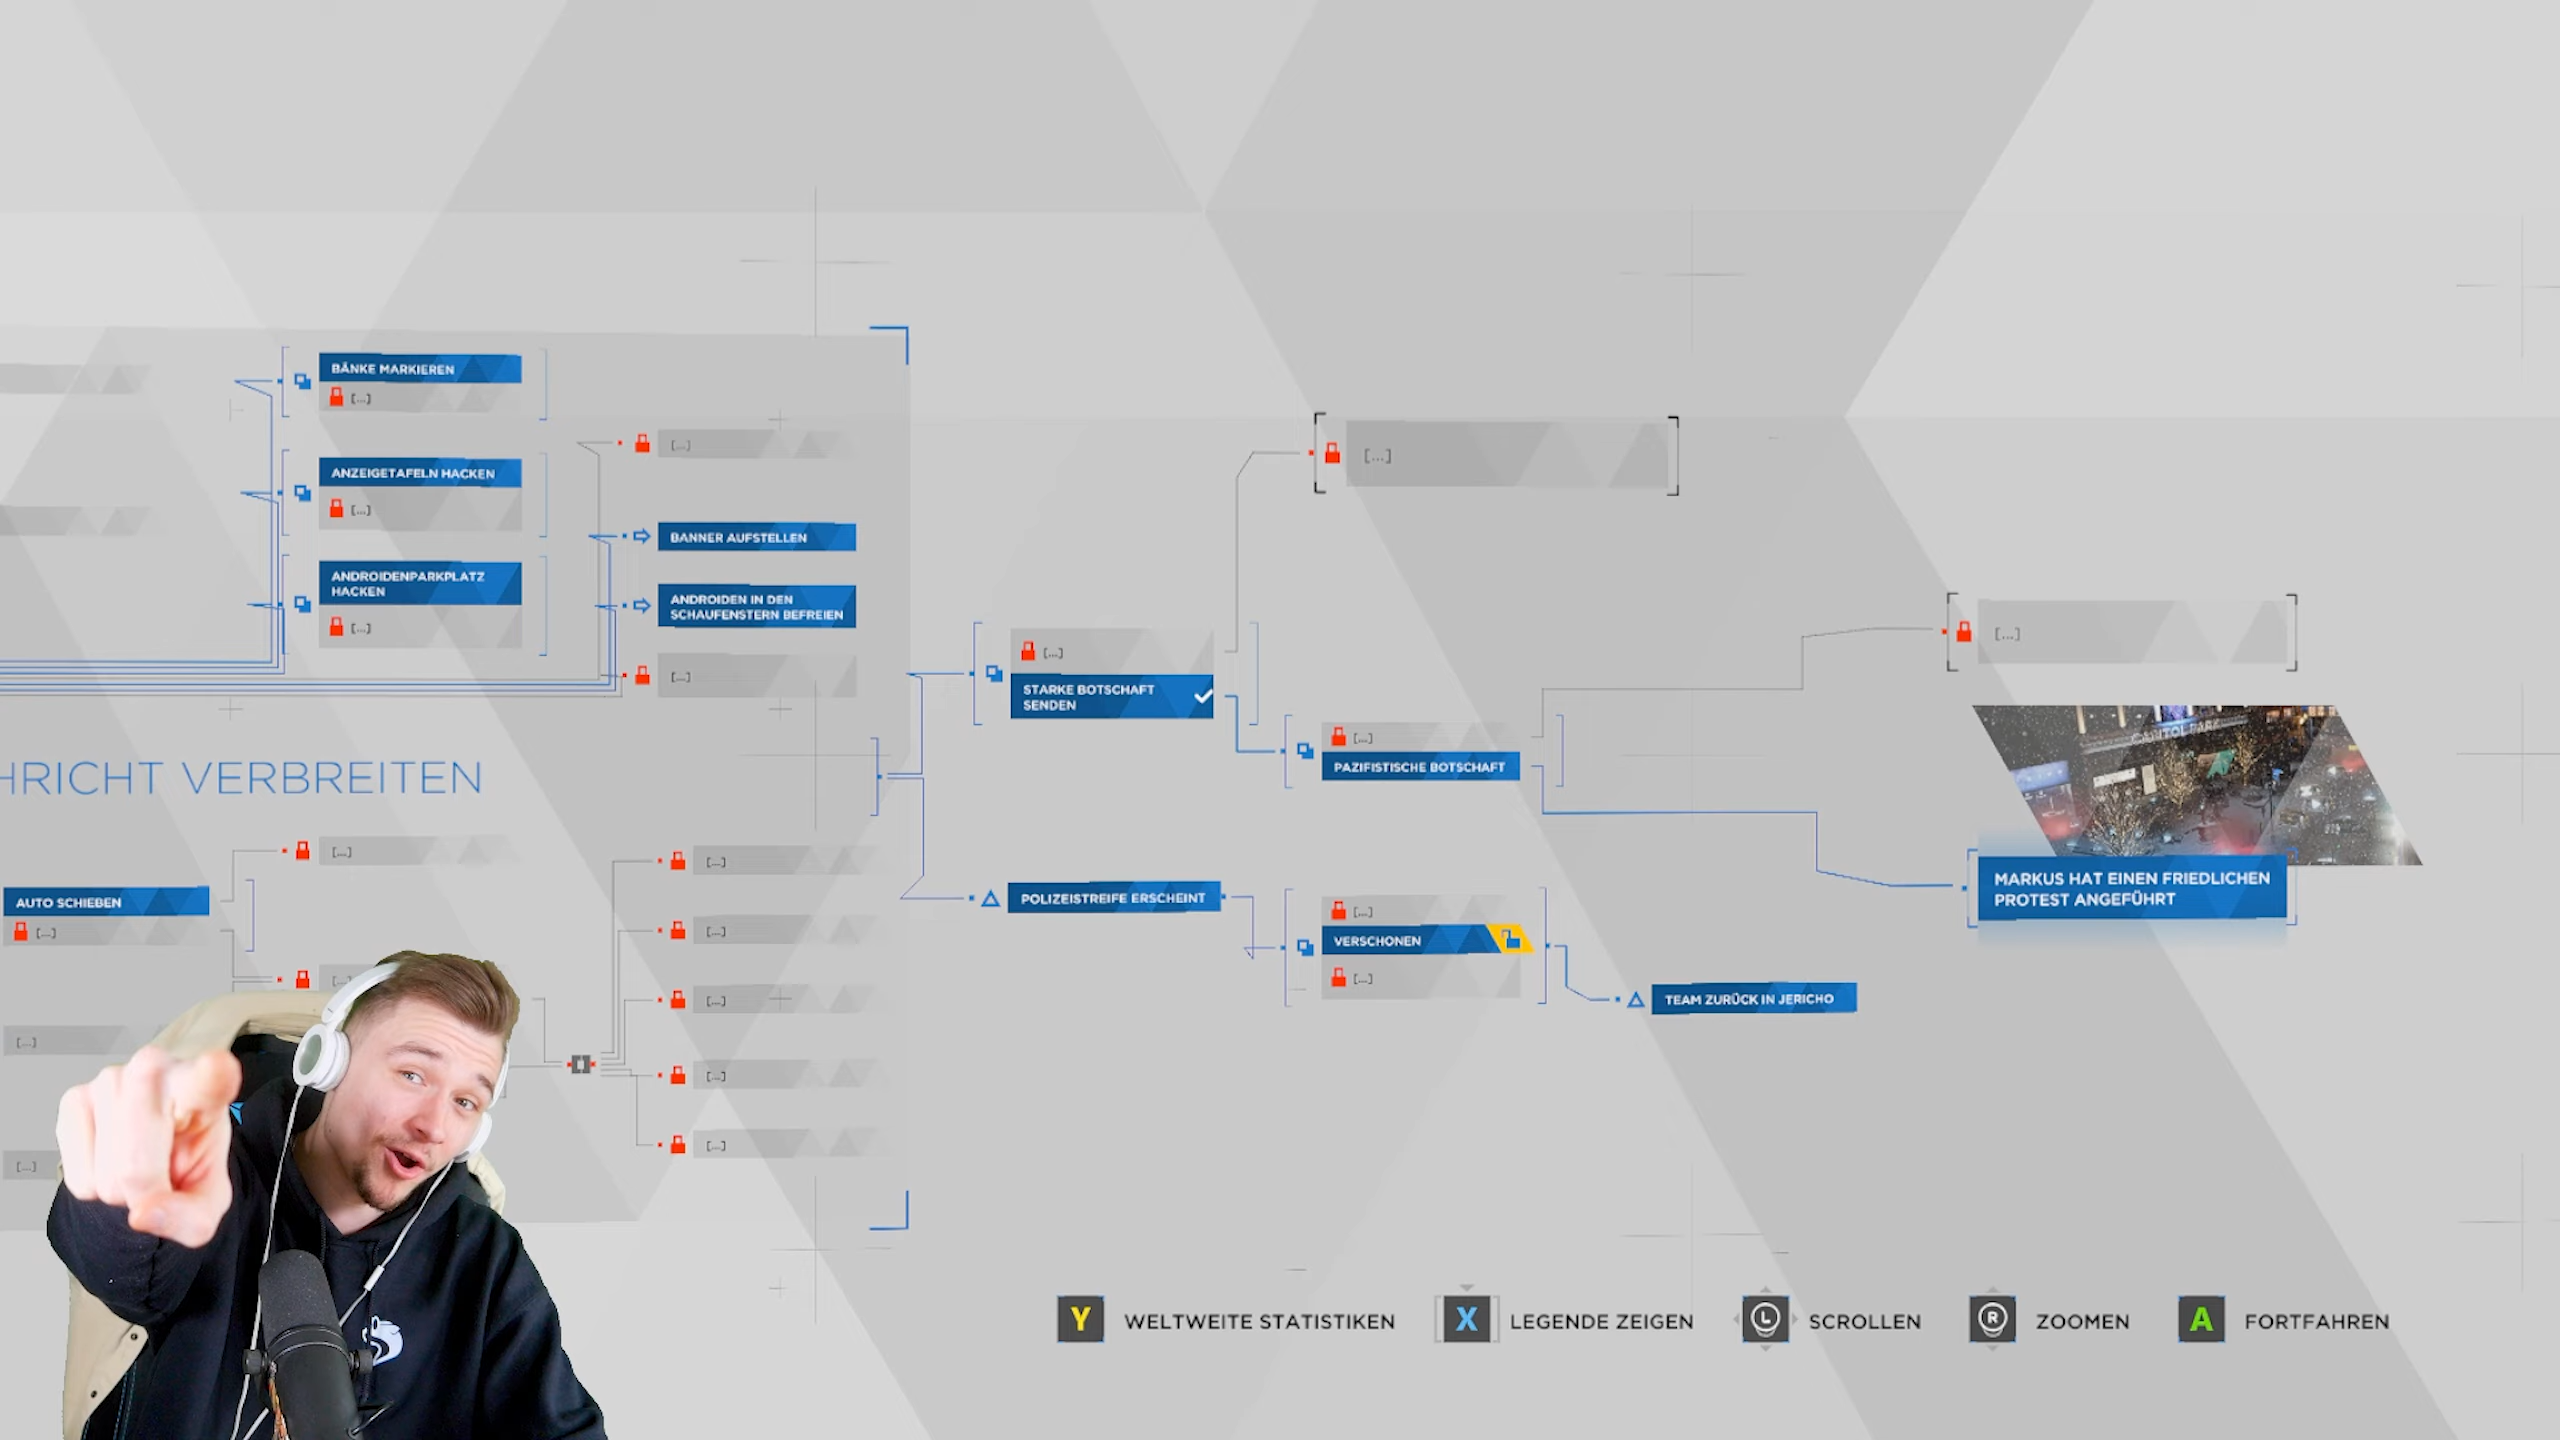 BÄNKE MARKIEREN
[...]
ANZEIGETAFELN HACKEN
[...]
ANDROIDENPARKPLATZ
HACKEN
[...]
[...]
BANNER AUFSTELLEN
ANDROIDEN IN DEN
SCHAUFENSTERN BEFREIEN
[...]
[...]
STARKE BOTSCHAFT
SENDEN
[...]
[...]
PAZIFISTISCHE BOTSCHAFT
[...]
CAPITOL PARK
MARKUS HAT EINEN FRIEDLICHEN
PROTEST ANGEFÜHRT
HRICHT VERBREITEN
[...]
AUTO SCHIEBEN
[...]
[...]
[...]
[...]
[...]
[...]
[...]
[...]
[...]
POLIZEISTREIFE ERSCHEINT
[...]
VERSCHONEN
[...]
TEAM ZURÜCK IN JERICHO
Y WELTWEITE STATISTIKEN X LEGENDE ZEIGEN L SCROLLEN R ZOOMEN A FORTFAHREN